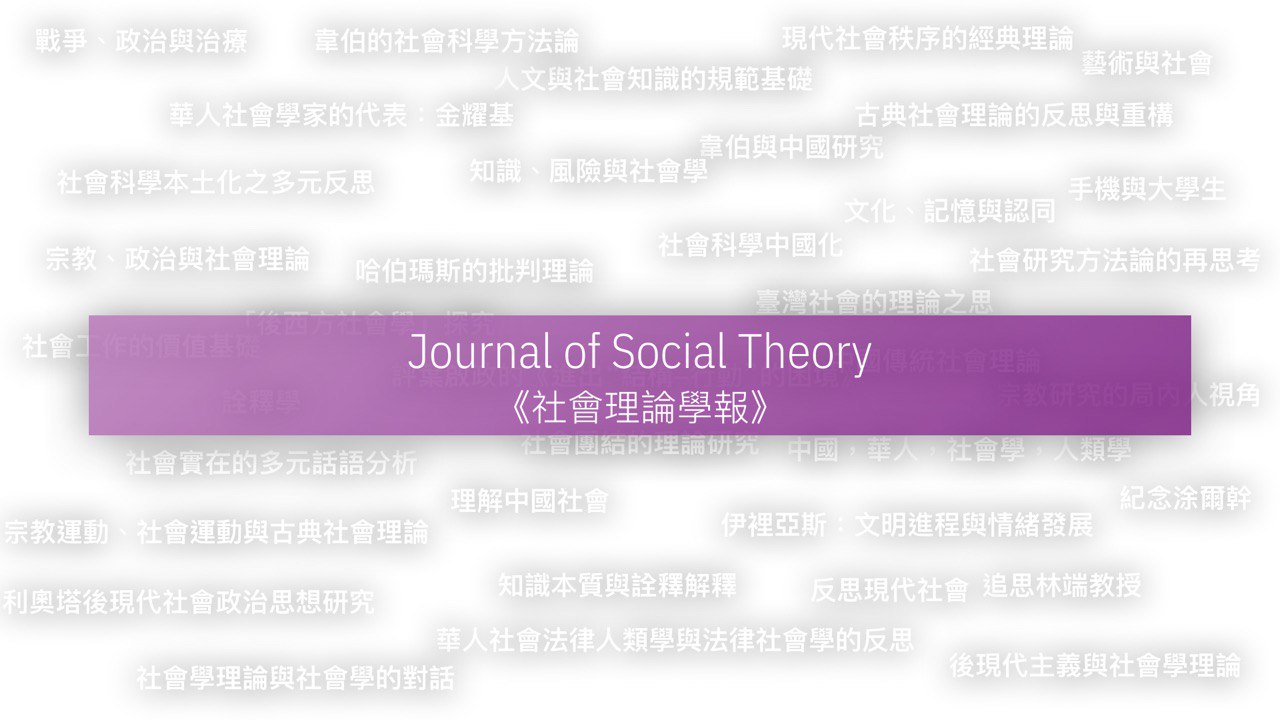 戰爭、政治與治療
韋伯的社會科學方法論
現代社會秩序的經典理論
藝術與社會
人文與社會知識的規範基礎
華人社會學家的代表：金耀基
古典社會理論的反思與重構
韋伯與中國研究
知識、風險與社會學
社會科學本土化之多元反思
手機與大學生
文化、記憶與認同
社會科學中國化
宗教、政治與社會理論
哈伯瑪斯的批判理論
社會研究方法論的再思考
臺灣社會的理論之思
「後西方社會學」探究
社會工作的價值基礎
Journal of Social Theory
國傳統社會理論
宗教研究的局內人視角
詮釋學
《社會理論學報》
社會團結的理論研究
中國，華人，社會學，人類學
社會實在的多元話語分析
理解中國社會
紀念涂爾幹
宗教運動、社會運動與古典社會理論
伊裡亞斯：文明進程與情緒發展
知識本質與詮釋解釋
反思現代社會
追思林端教授
利奧塔後現代社會政治思想研究
華人社會法律人類學與法律社會學的反思
後現代主義與社會學理論
社會學理論與社會學的對話